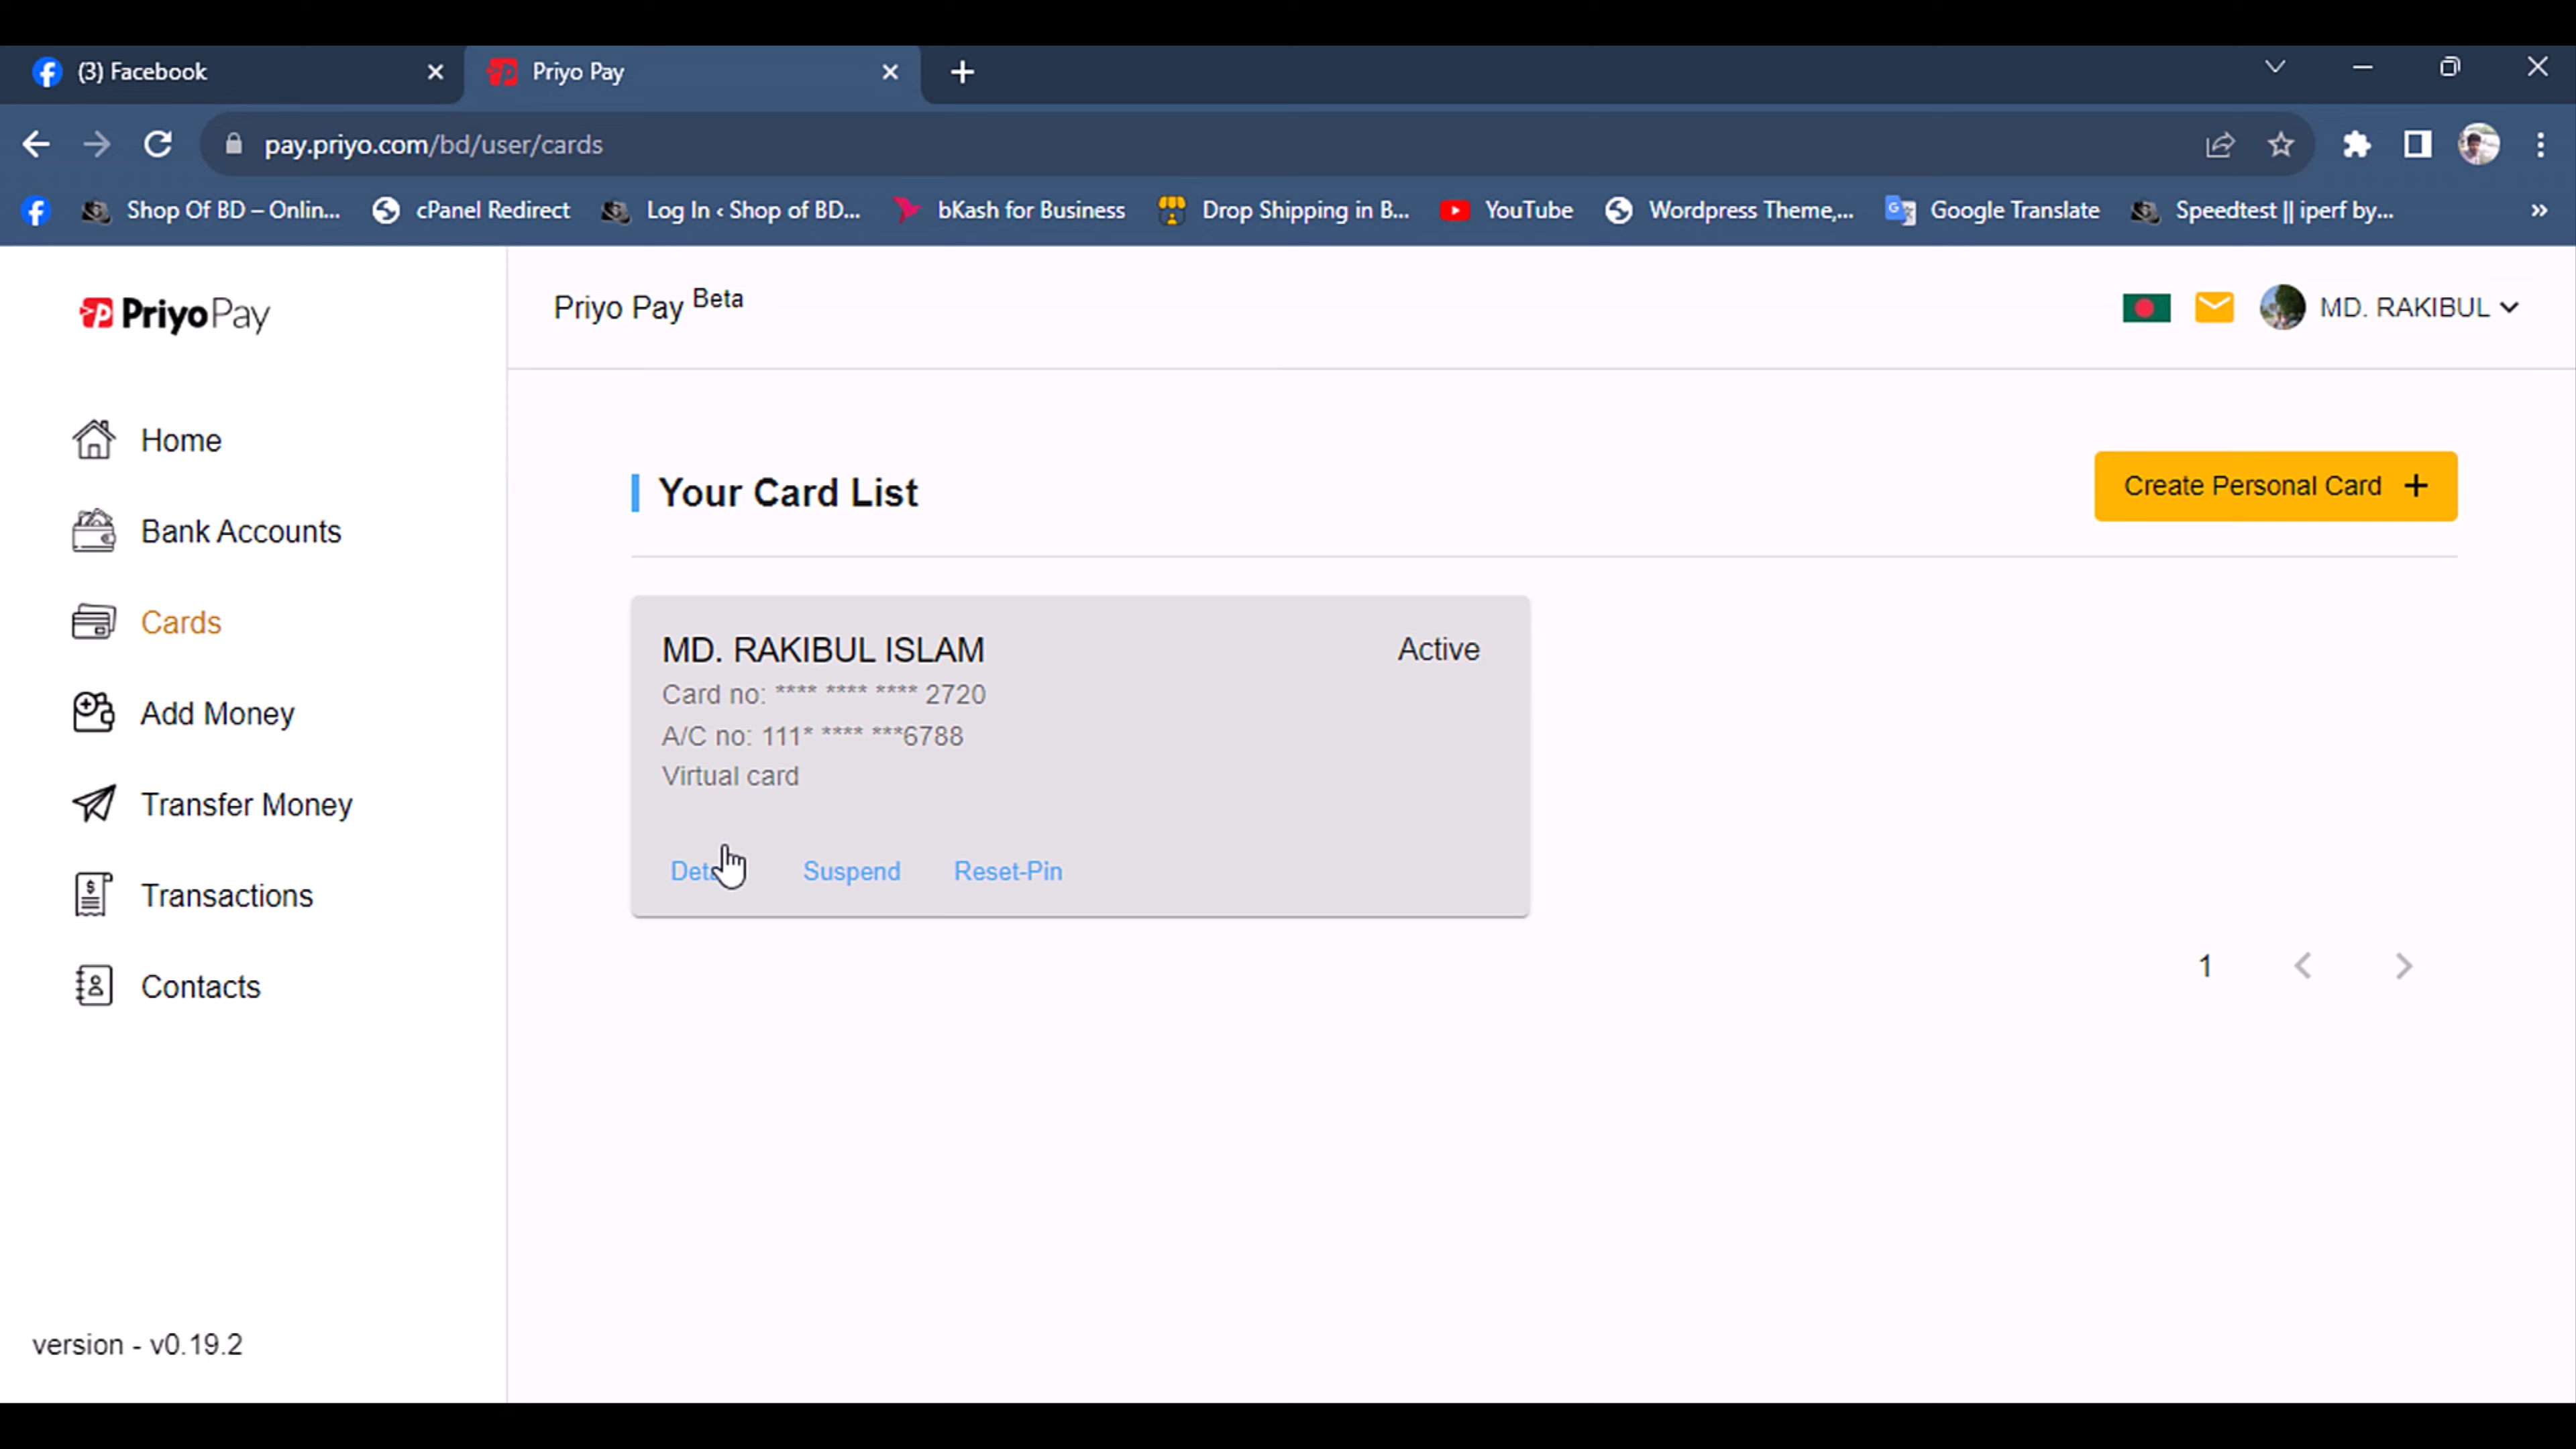 (3) Facebook
Priyo Pay
pay.priyo.com/bd/user/cards
Shop Of BD – Onlin...
cPanel Redirect
Log In ‹ Shop of BD...
bKash for Business
Drop Shipping in B...
YouTube
Wordpress Theme,...
Google Translate
Speedtest || iperf by...
»
PriyoPay
Priyo Pay Beta
MD. RAKIBUL
Home
Bank Accounts
Cards
Add Money
Transfer Money
Transactions
Contacts
version - v0.19.2
Your Card List
Create Personal Card +
MD. RAKIBUL ISLAM
Active
Card no: **** **** **** 2720
A/C no: 111* **** ***6788
Virtual card
Suspend
Reset-Pin
1